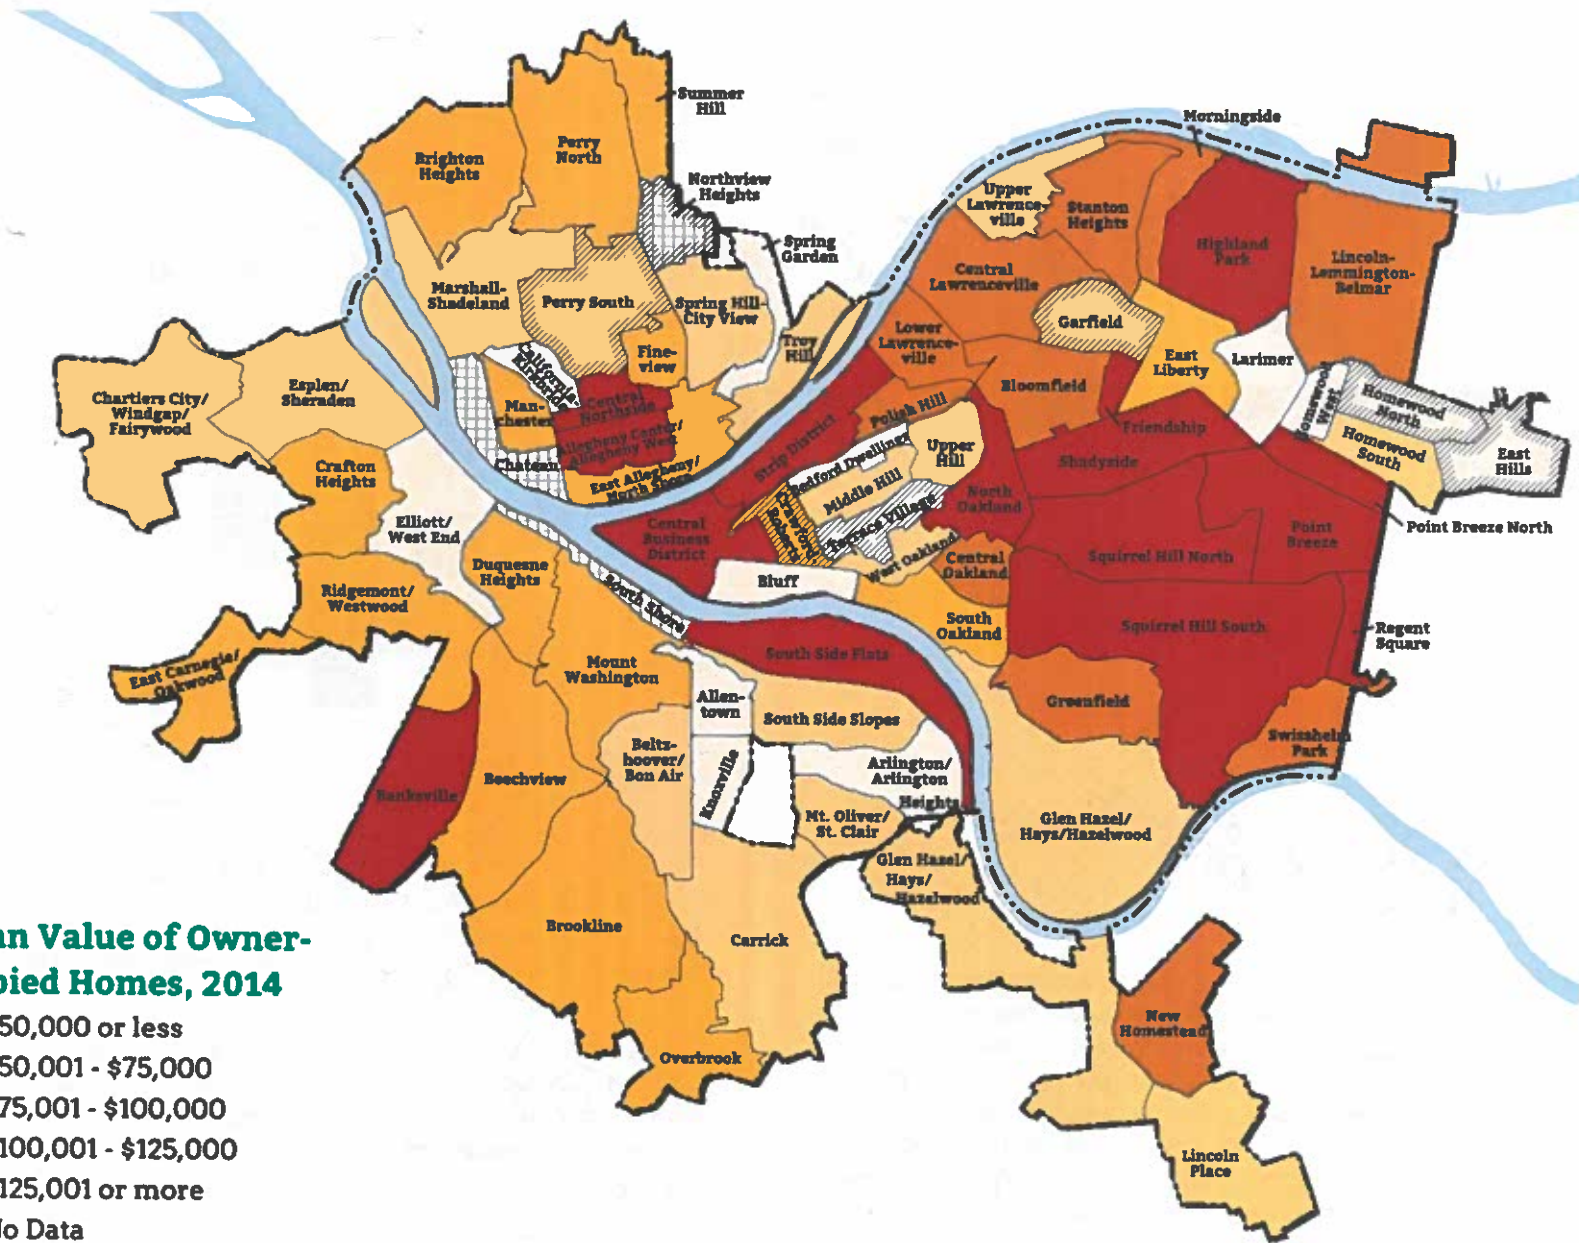 Summer
Hill
Morningside
Perry
North
Brighton
Heights
Northview
Heights
Upper
Lawrence-
ville
Stanton
Heights
Spring
Garden
Highland
Park
Lincoln-
Lemmington-
Belmar
Central
Lawrenceville
Marshall-
Shadeland
Perry South
Spring Hill-
City View
Garfield
Lower
Lawrence-
ville
Troy
Hill
Fine-
view
East
Liberty
Larimer
California-
Kirkbride
Bloomfield
Homewood
West
Homewood
North
Esplen/
Sheraden
Chartiers City/
Windgap/
Fairywood
Man-
chester
Central
Northside
Polish Hill
Friendship
Allegheny Center/
Allegheny West
Strip District
Bedford Dwellings
Upper
Hill
Shadyside
Homewood
South
East
Hills
Chateau
Crafton
Heights
East Allegheny/
North Shore
Middle Hill
North
Oakland
Crawford
Roberts
Terrace Village
Elliott/
West End
Central
Business
District
Point
Breeze
Point Breeze North
West Oakland
Central
Oakland
Squirrel Hill North
Duquesne
Heights
Bluff
Ridgemont/
Westwood
South Shore
South
Oakland
Squirrel Hill South
Regent
Square
East Carnegie/
Oakwood
Mount
Washington
South Side Flats
Allen-
town
Greenfield
South Side Slopes
Swisshelm
Park
Beltz-
hoover/
Bon Air
Knoxville
Beechview
Arlington/
Arlington
Heights
Banksville
Mt. Oliver/
St. Clair
Glen Hazel/
Hays/Hazelwood
Glen Hazel/
Hays/
Hazelwood
Brookline
Carrick
an Value of Owner-
pied Homes, 2014
50,000 or less
50,001 - $75,000
75,001 - $100,000
100,001 - $125,000
125,001 or more
No Data
New
Homestead
Overbrook
Lincoln
Place